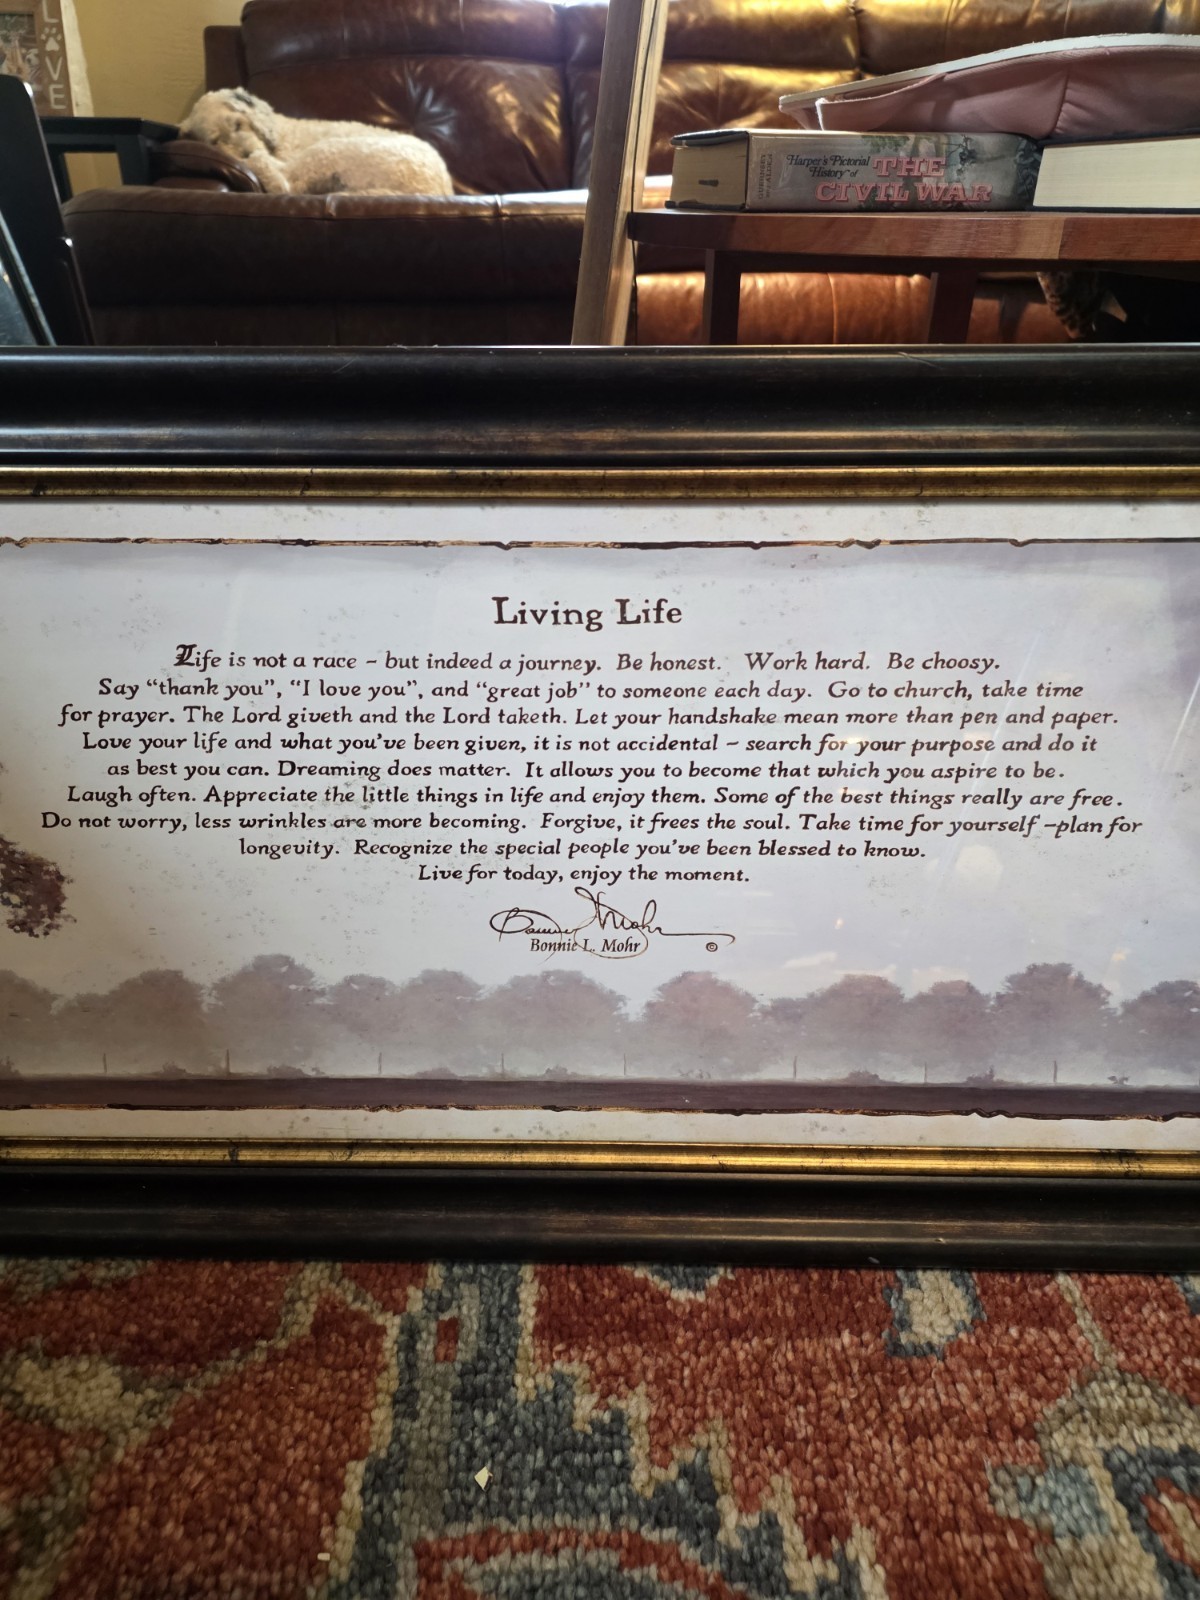 LOVE
Harper's Pictorial
History of
THE
CIVIL WAR
Living Life
Life is not a race – but indeed a journey. Be honest. Work hard. Be choosy.
Say “thank you”, “I love you”, and “great job” to someone each day. Go to church, take time
for prayer. The Lord giveth and the Lord taketh. Let your handshake mean more than pen and paper.
Love your life and what you’ve been given, it is not accidental – search for your purpose and do it
as best you can. Dreaming does matter. It allows you to become that which you aspire to be.
Laugh often. Appreciate the little things in life and enjoy them. Some of the best things really are free.
Do not worry, less wrinkles are more becoming. Forgive, it frees the soul. Take time for yourself –plan for
longevity. Recognize the special people you’ve been blessed to know.
Live for today, enjoy the moment.
Bonnie L. Mohr
Bonnie L. Mohr ©